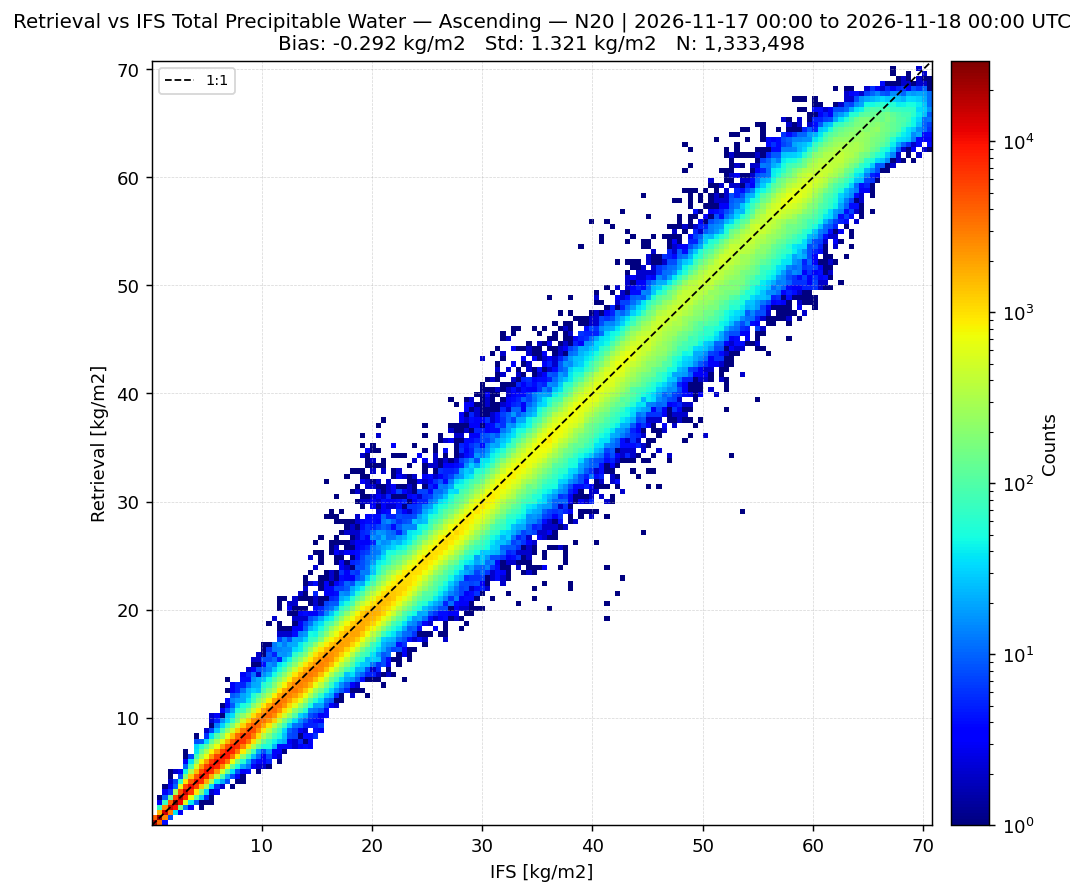 Retrieval vs IFS Total Precipitable Water — Ascending — N20 | 2026-11-17 00:00 to 2026-11-18 00:00 UTC
Bias: -0.292 kg/m2   Std: 1.321 kg/m2   N: 1,333,498
1:1
70
60
50
40
30
20
10
Retrieval [kg/m2]
10 20 30 40 50 60 70
IFS [kg/m2]
10^4
10^3
10^2
10^1
10^0
Counts